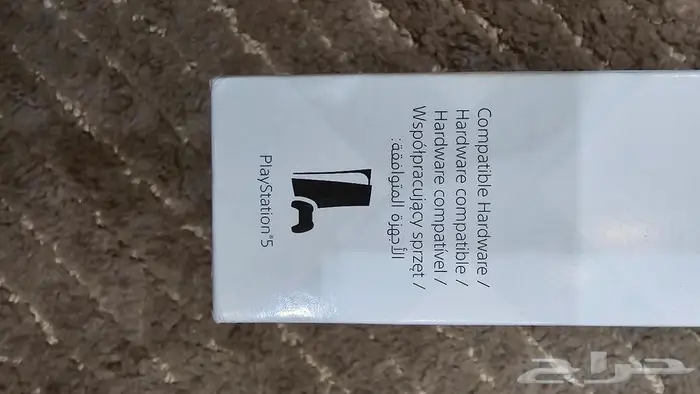 Compatible Hardware /
Hardware compatible /
Hardware compatível /
Współpracujący sprzęt /
الأجهزة المتوافقة:
PlayStation®5
حراج